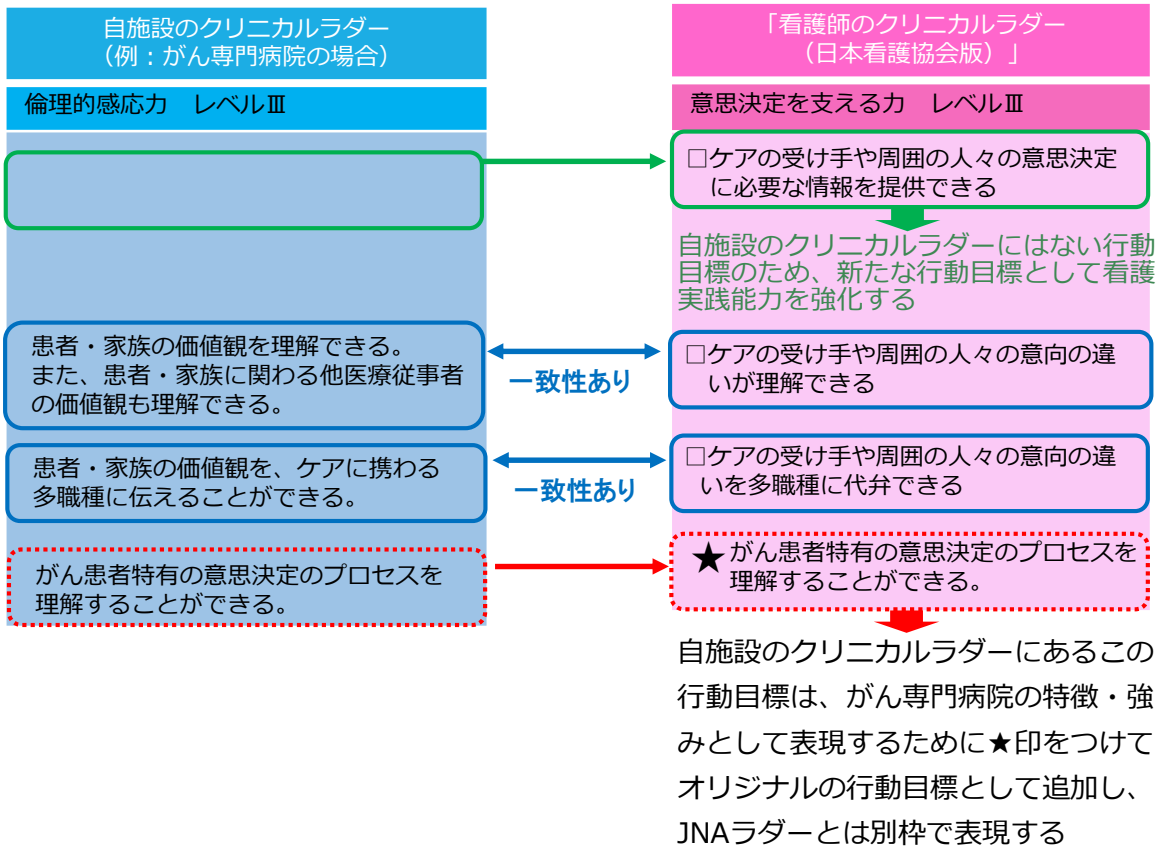 自施設のクリニカルラダー
（例：がん専門病院の場合）
「看護師のクリニカルラダー
（日本看護協会版）」
倫理的感応力　レベルⅢ
意思決定を支える力　レベルⅢ
□ケアの受け手や周囲の人々の意思決定
に必要な情報を提供できる
自施設のクリニカルラダーにはない行動
目標のため、新たな行動目標として看護
実践能力を強化する
患者・家族の価値観を理解できる。
また、患者・家族に関わる他医療従事者
の価値観も理解できる。
一致性あり
□ケアの受け手や周囲の人々の意向の違
いが理解できる
患者・家族の価値観を、ケアに携わる
多職種に伝えることができる。
一致性あり
□ケアの受け手や周囲の人々の意向の違
いを多職種に代弁できる
がん患者特有の意思決定のプロセスを
理解することができる。
★がん患者特有の意思決定のプロセスを
理解することができる。
自施設のクリニカルラダーにあるこの
行動目標は、がん専門病院の特徴・強
みとして表現するために★印をつけて
オリジナルの行動目標として追加し、
JNAラダーとは別枠で表現する